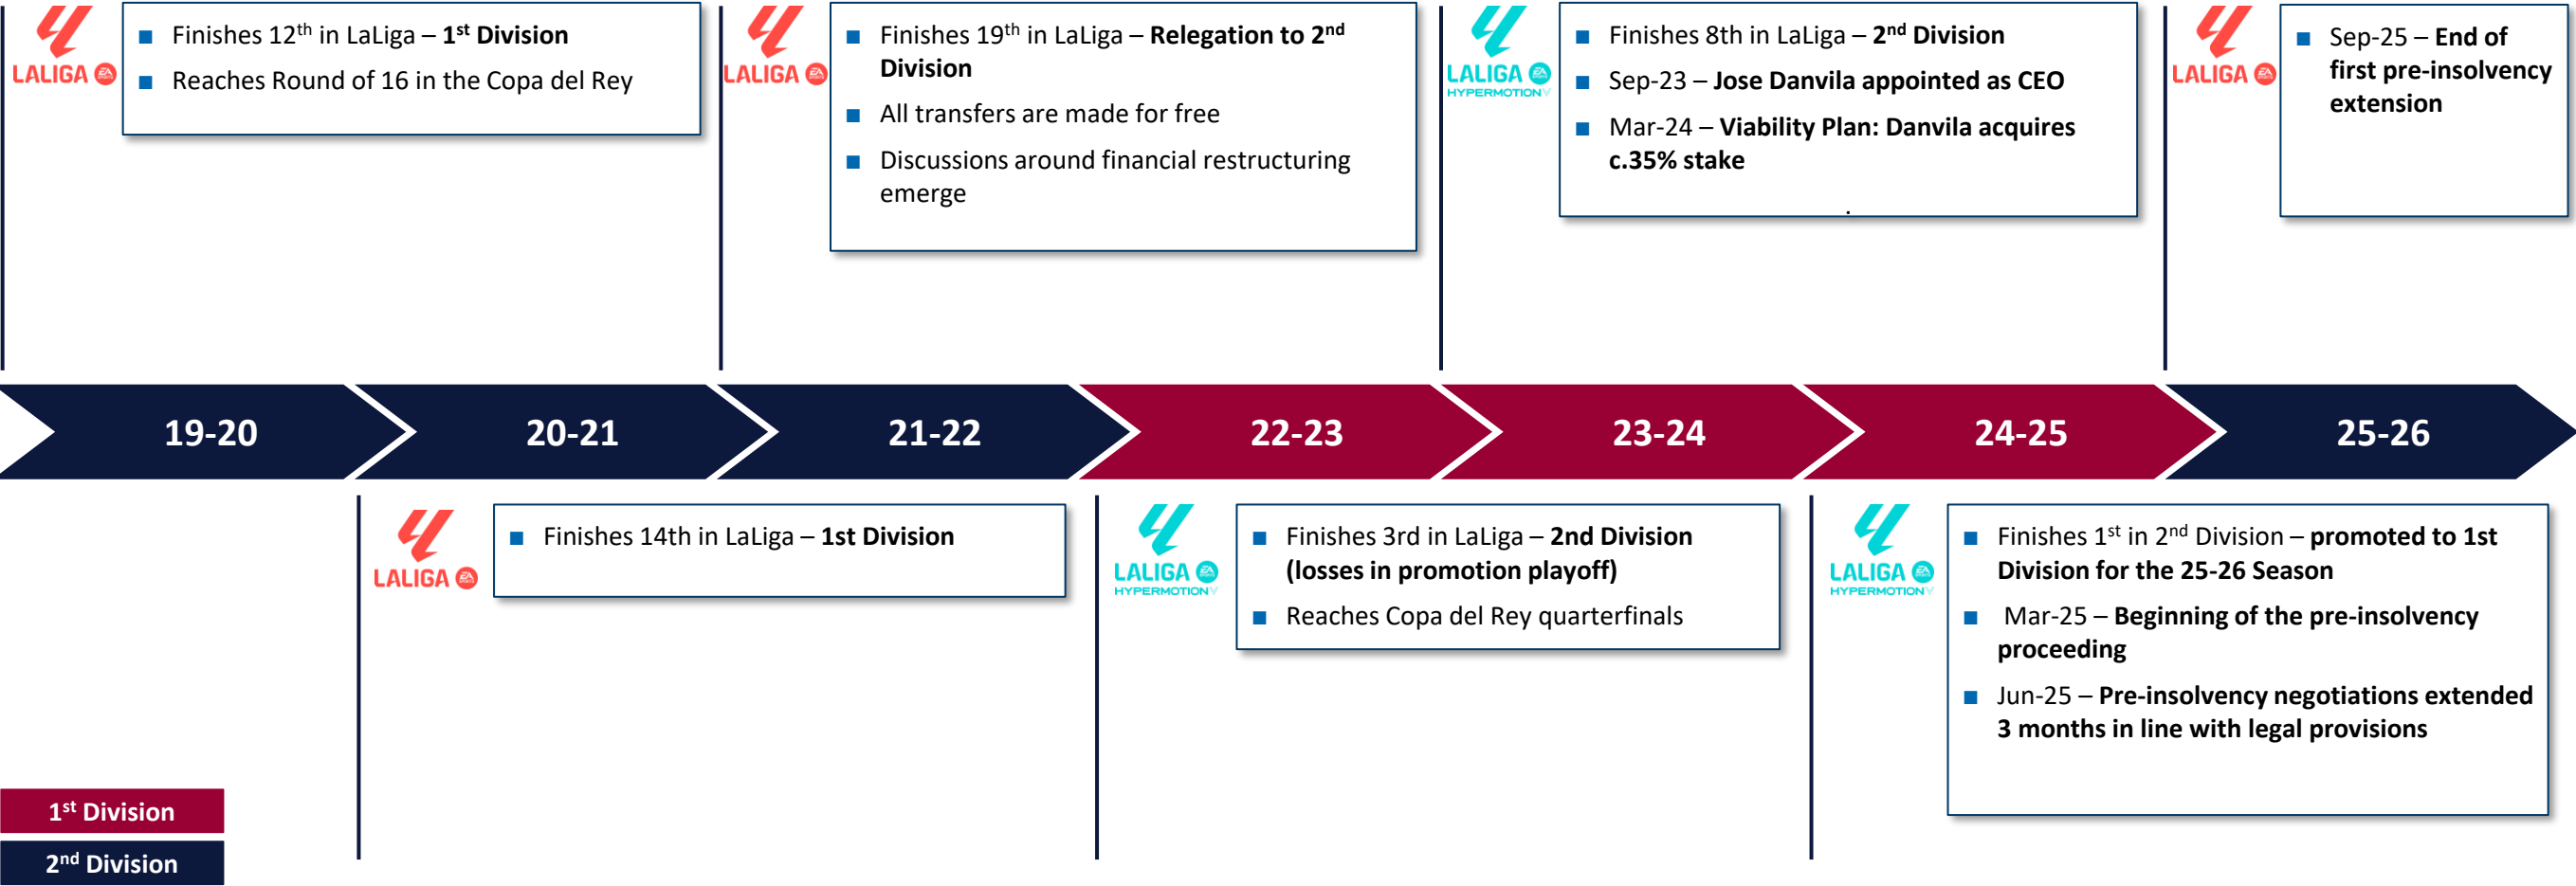 LALIGA
Finishes 12th in LaLiga – 1st Division
Reaches Round of 16 in the Copa del Rey
LALIGA
Finishes 19th in LaLiga – Relegation to 2nd
Division
All transfers are made for free
Discussions around financial restructuring
emerge
LALIGA
HYPERMOTION
Finishes 8th in LaLiga – 2nd Division
Sep-23 – Jose Danvila appointed as CEO
Mar-24 – Viability Plan: Danvila acquires
c.35% stake
.
LALIGA
Sep-25 – End of
first pre-insolvency
extension
19-20
20-21
21-22
22-23
23-24
24-25
25-26
LALIGA
Finishes 14th in LaLiga – 1st Division
LALIGA
HYPERMOTION
Finishes 3rd in LaLiga – 2nd Division
(losses in promotion playoff)
Reaches Copa del Rey quarterfinals
LALIGA
HYPERMOTION
Finishes 1st in 2nd Division – promoted to 1st
Division for the 25-26 Season
Mar-25 – Beginning of the pre-insolvency
proceeding
Jun-25 – Pre-insolvency negotiations extended
3 months in line with legal provisions
1st Division
2nd Division